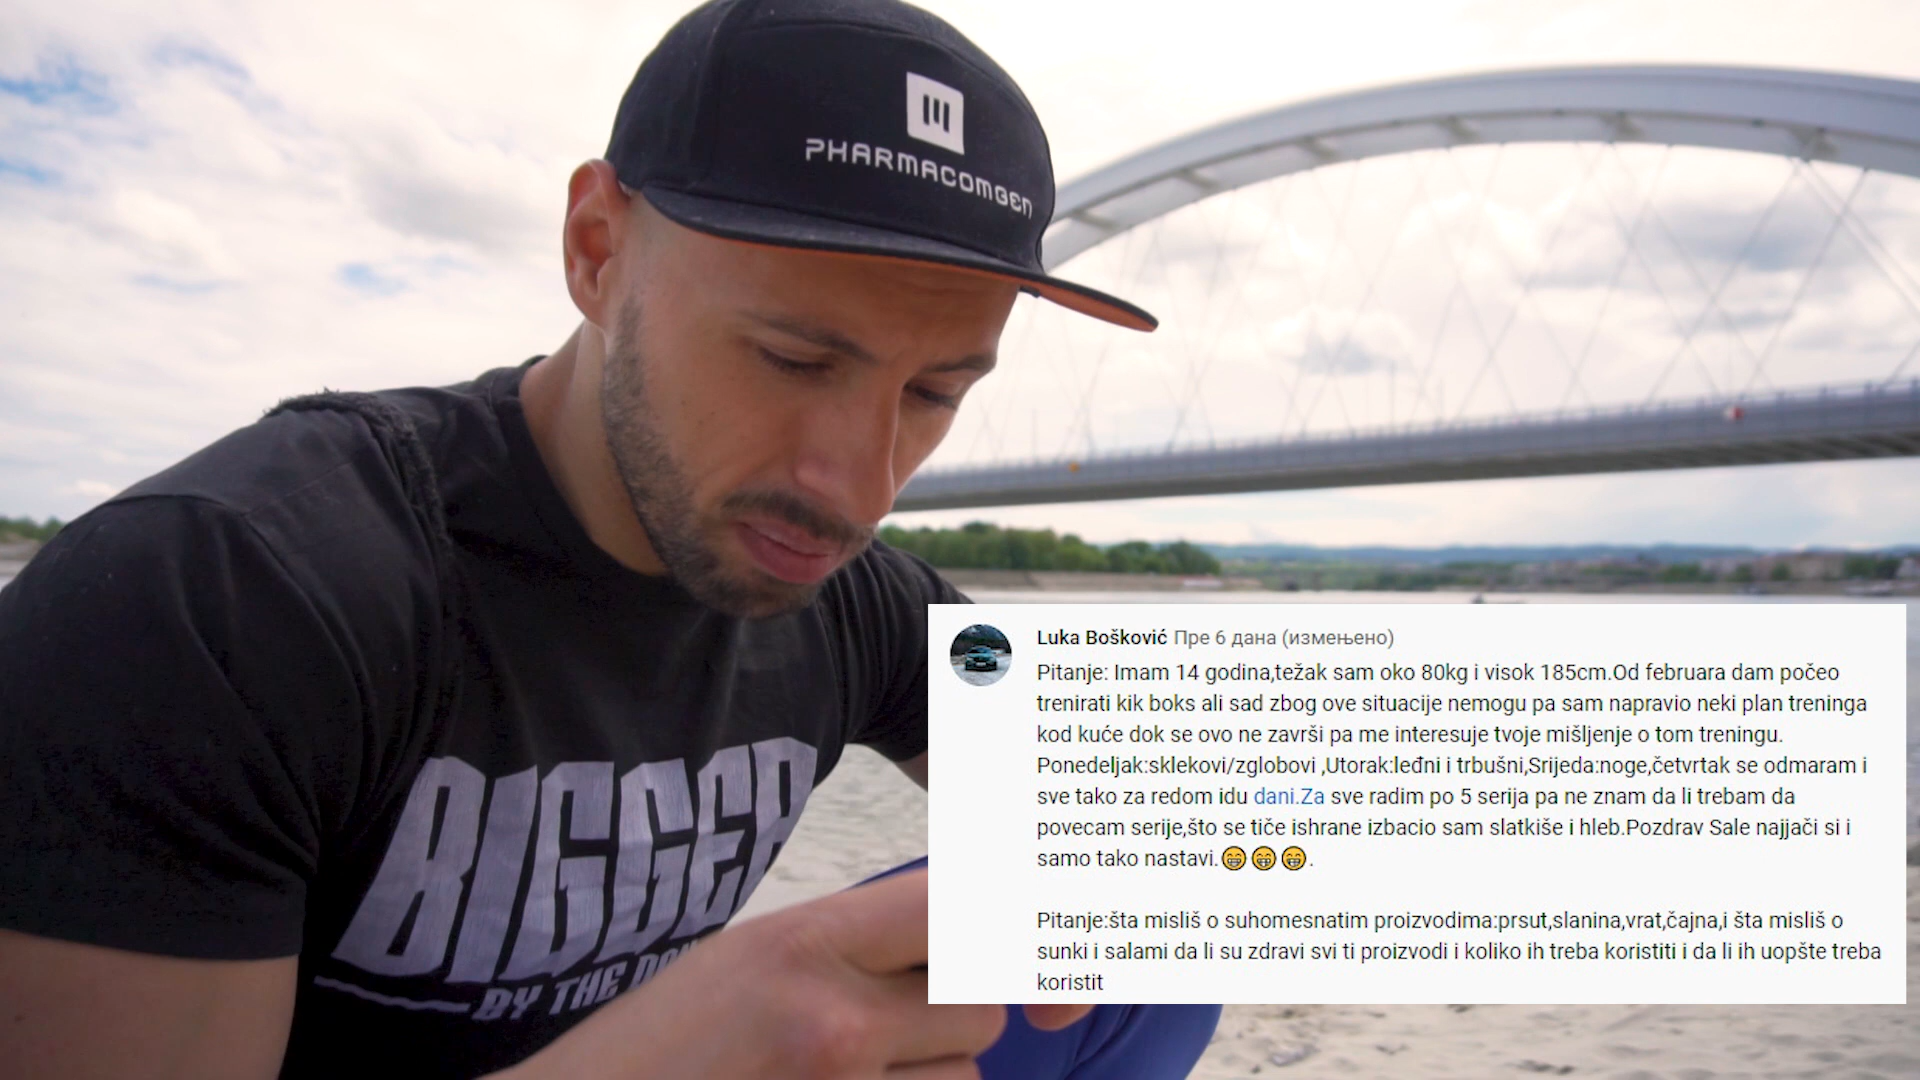 PHARMACOMGEN
BIGGER
BY THE
Luka Bošković Пре 6 дана (измењено)
Pitanje: Imam 14 godina,težak sam oko 80kg i visok 185cm.Od februara dam počeo
trenirati kik boks ali sad zbog ove situacije nemogu pa sam napravio neki plan treninga
kod kuće dok se ovo ne završi pa me interesuje tvoje mišljenje o tom treningu.
Ponedeljak:sklekovi/zglobovi ,Utorak:leđni i trbušni,Srijeda:noge,četvrtak se odmaram i
sve tako za redom idu dani.Za sve radim po 5 serija pa ne znam da li trebam da
povecam serije,što se tiče ishrane izbacio sam slatkiše i hleb.Pozdrav Sale najjači si i
samo tako nastavi.😁😁😁.
Pitanje:šta misliš o suhomesnatim proizvodima:prsut,slanina,vrat,čajna,i šta misliš o
sunki i salami da li su zdravi svi ti proizvodi i koliko ih treba koristiti i da li ih uopšte treba
koristit